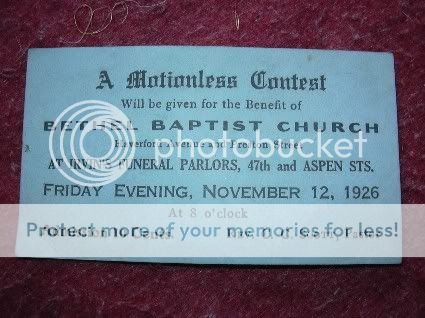 A Motionless Contest
Will be given for the Benefit of
BETHEL BAPTIST CHURCH
Haverford Avenue and Preston Street
AT IRVIN'S FUNERAL PARLORS, 47th and ASPEN STS.
FRIDAY EVENING, NOVEMBER 12, 1926
At 8 o'clock
photobucket
Protect more of your memories for less!